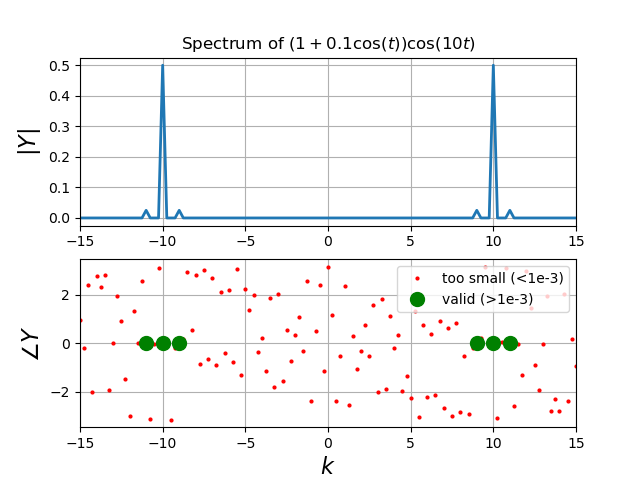 Spectrum of (1 + 0.1cos(t))cos(10t)
|Y|
0.5
0.4
0.3
0.2
0.1
0.0
−15 −10 −5 0 5 10 15
too small (<1e-3)
valid (>1e-3)
∠Y
2
0
−2
−15 −10 −5 0 5 10 15
k